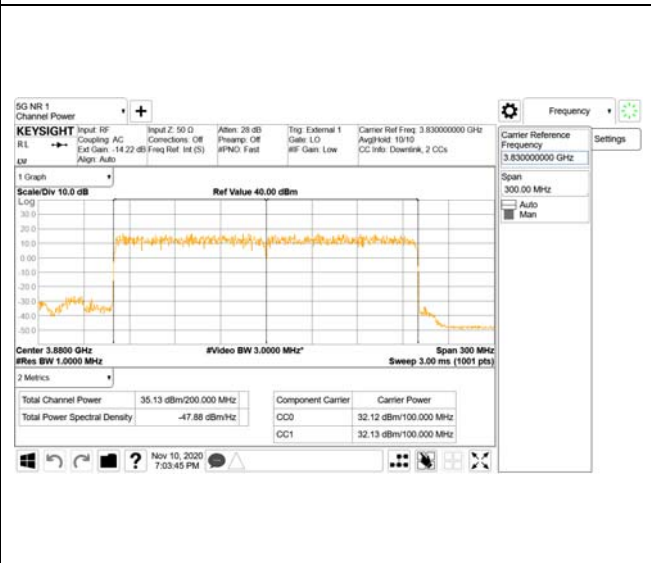 5G NR 1
Channel Power
KEYSIGHT
Input: RF
Coupling: AC
Ext Gain: -14.22 dB
Align: Auto
Input Z: 50 Ω
Corrections: Off
Freq Ref: Int (S)
Atten: 28 dB
Preamp: Off
#PNO: Fast
Trig: External 1
Gate: LO
#IF Gain: Low
Carrier Ref Freq: 3.830000000 GHz
Avg|Hold: 10/10
CC Info: Downlink, 2 CCs
RL
1 Graph
Scale/Div 10.0 dB
Ref Value 40.00 dBm
Log
30.0
20.0
10.0
0.00
-10.0
-20.0
-30.0
-40.0
-50.0
Center 3.8800 GHz
#Video BW 3.0000 MHz*
Span 300 MHz
#Res BW 1.0000 MHz
Sweep 3.00 ms (1001 pts)
2 Metrics
Total Channel Power 35.13 dBm/200.000 MHz
Total Power Spectral Density -47.88 dBm/Hz
Component Carrier Carrier Power
CC0 32.12 dBm/100.000 MHz
CC1 32.13 dBm/100.000 MHz
Nov 10, 2020
7:03:45 PM
Frequency
Settings
Carrier Reference
Frequency
3.830000000 GHz
Span
300.00 MHz
Auto
Man